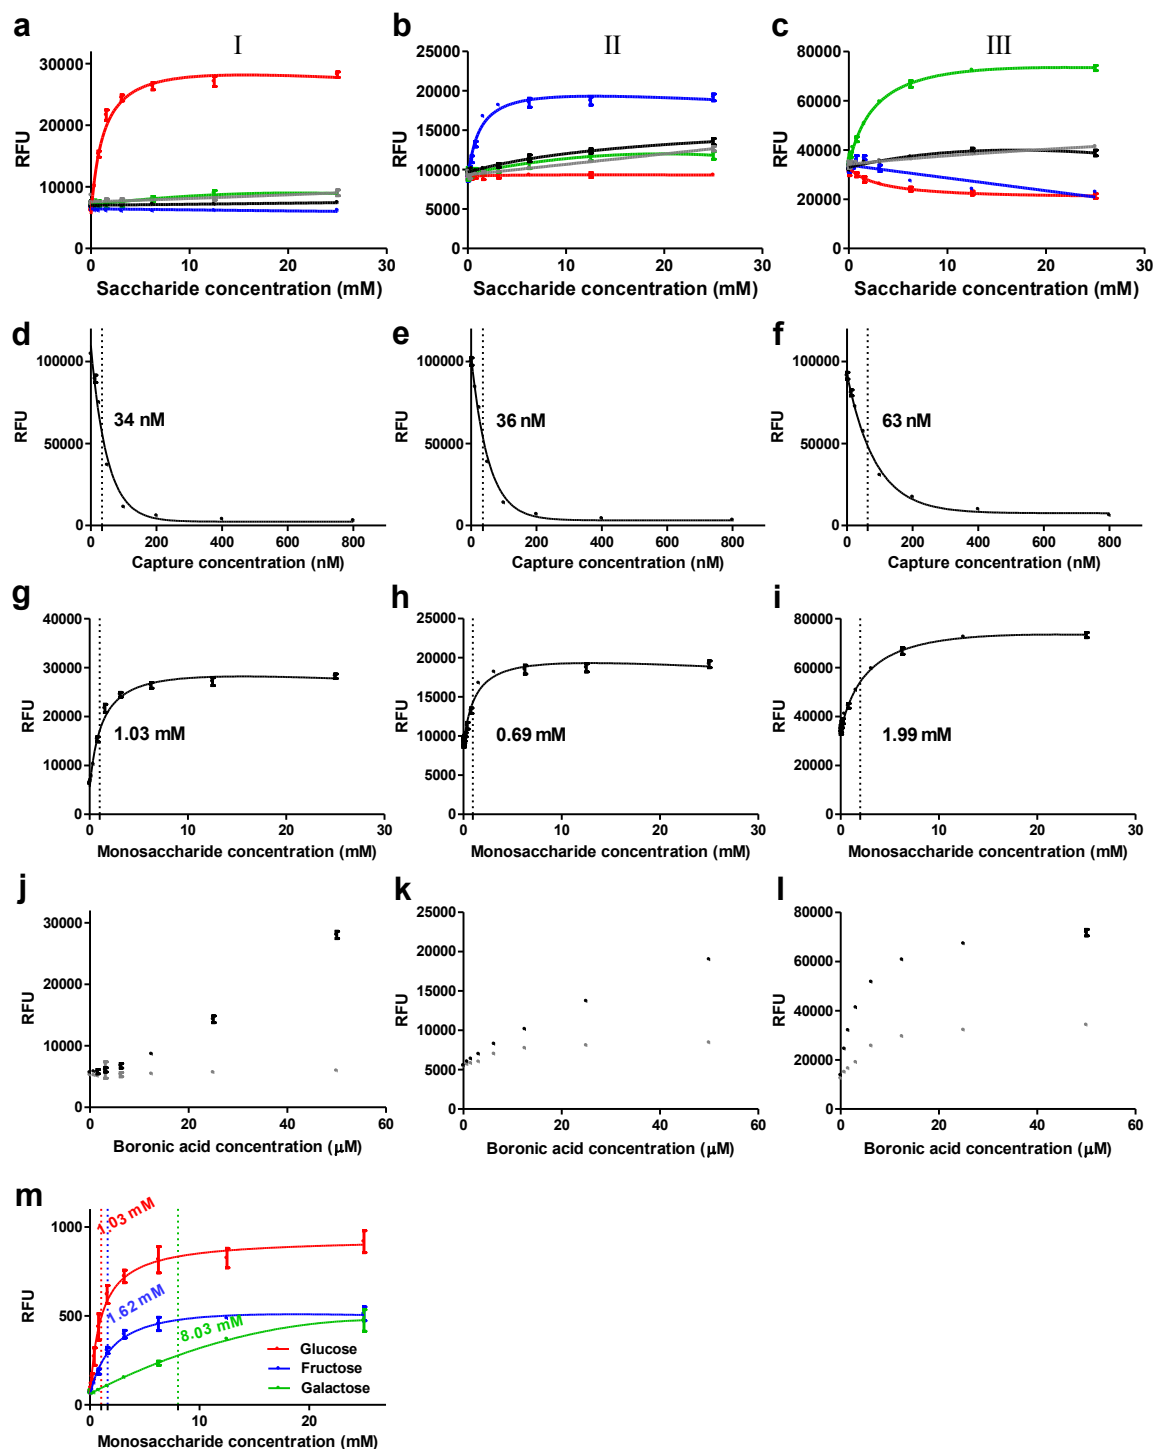 a
I
30000
20000
10000
0
RFU
0
10
20
30
Saccharide concentration (mM)
b
II
25000
20000
15000
10000
5000
0
RFU
0
10
20
30
Saccharide concentration (mM)
c
III
80000
60000
40000
20000
0
RFU
0
10
20
30
Saccharide concentration (mM)
d
100000
50000
0
RFU
34 nM
0
200
400
600
800
Capture concentration (nM)
e
100000
50000
0
RFU
36 nM
0
200
400
600
800
Capture concentration (nM)
f
100000
50000
0
RFU
63 nM
0
200
400
600
800
Capture concentration (nM)
g
40000
30000
20000
10000
0
RFU
1.03 mM
0
10
20
30
Monosaccharide concentration (mM)
h
25000
20000
15000
10000
5000
0
RFU
0.69 mM
0
10
20
30
Monosaccharide concentration (mM)
i
80000
60000
40000
20000
0
RFU
1.99 mM
0
10
20
30
Monosaccharide concentration (mM)
j
30000
20000
10000
0
RFU
0
20
40
60
Boronic acid concentration (μM)
k
25000
20000
15000
10000
5000
0
RFU
0
20
40
60
Boronic acid concentration (μM)
l
80000
60000
40000
20000
0
RFU
0
20
40
60
Boronic acid concentration (μM)
m
1000
500
0
RFU
1.03 mM
1.62 mM
8.03 mM
Glucose
Fructose
Galactose
0
10
20
Monosaccharide concentration (mM)